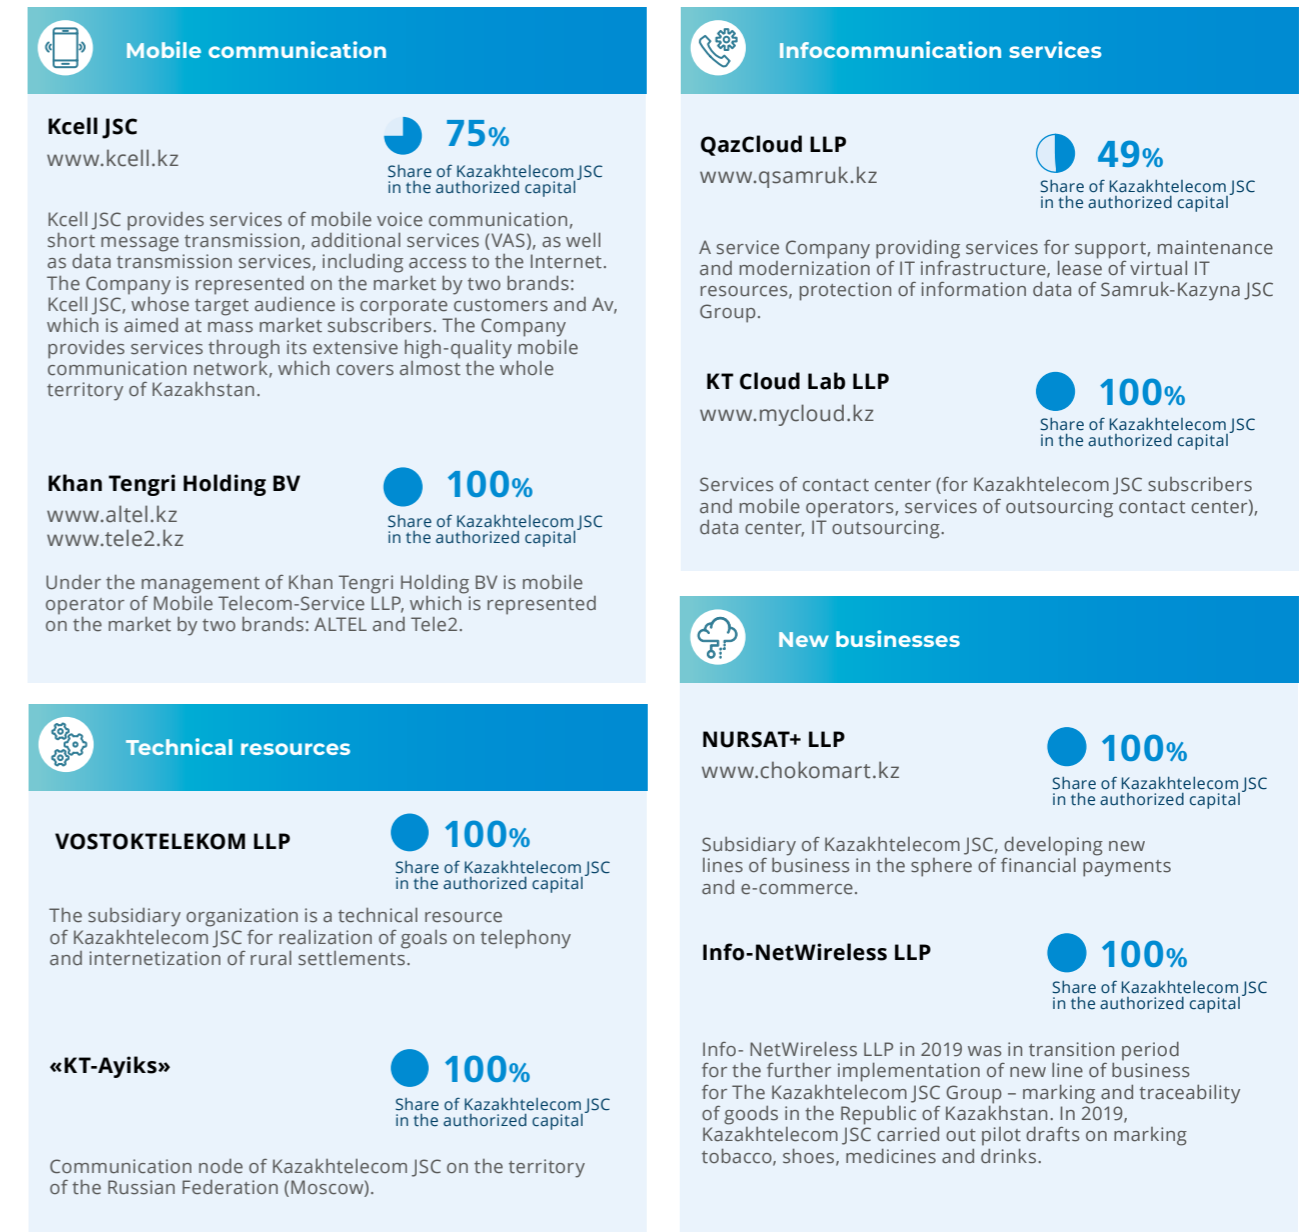 Mobile communication
Kcell JSC
www.kcell.kz
75%
Share of Kazakhtelecom JSC
in the authorized capital
Kcell JSC provides services of mobile voice communication,
short message transmission, additional services (VAS), as well
as data transmission services, including access to the Internet.
The Company is represented on the market by two brands:
Kcell JSC, whose target audience is corporate customers and Av,
which is aimed at mass market subscribers. The Company
provides services through its extensive high-quality mobile
communication network, which covers almost the whole
territory of Kazakhstan.
Khan Tengri Holding BV
www.altel.kz
www.tele2.kz
100%
Share of Kazakhtelecom JSC
in the authorized capital
Under the management of Khan Tengri Holding BV is mobile
operator of Mobile Telecom-Service LLP, which is represented
on the market by two brands: ALTEL and Tele2.
Technical resources
VOSTOKTELEKOM LLP
100%
Share of Kazakhtelecom JSC
in the authorized capital
The subsidiary organization is a technical resource
of Kazakhtelecom JSC for realization of goals on telephony
and internetization of rural settlements.
«KT-Ayiks»
100%
Share of Kazakhtelecom JSC
in the authorized capital
Communication node of Kazakhtelecom JSC on the territory
of the Russian Federation (Moscow).
Infocommunication services
QazCloud LLP
www.qsamruk.kz
49%
Share of Kazakhtelecom JSC
in the authorized capital
A service Company providing services for support, maintenance
and modernization of IT infrastructure, lease of virtual IT
resources, protection of information data of Samruk-Kazyna JSC
Group.
KT Cloud Lab LLP
www.mycloud.kz
100%
Share of Kazakhtelecom JSC
in the authorized capital
Services of contact center (for Kazakhtelecom JSC subscribers
and mobile operators, services of outsourcing contact center),
data center, IT outsourcing.
New businesses
NURSAT+ LLP
www.chokomart.kz
100%
Share of Kazakhtelecom JSC
in the authorized capital
Subsidiary of Kazakhtelecom JSC, developing new
lines of business in the sphere of financial payments
and e-commerce.
Info-NetWireless LLP
100%
Share of Kazakhtelecom JSC
in the authorized capital
Info- NetWireless LLP in 2019 was in transition period
for the further implementation of new line of business
for The Kazakhtelecom JSC Group – marking and traceability
of goods in the Republic of Kazakhstan. In 2019,
Kazakhtelecom JSC carried out pilot drafts on marking
tobacco, shoes, medicines and drinks.